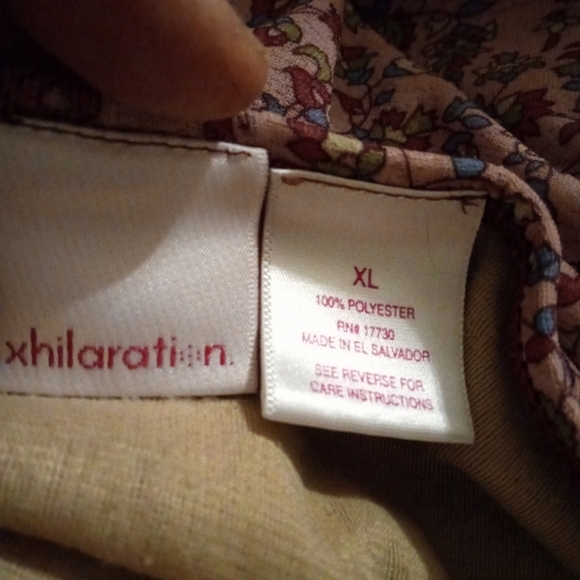 xhilaration.
XL
100% POLYESTER
RN# 17730
MADE IN EL SALVADOR
SEE REVERSE FOR
CARE INSTRUCTIONS